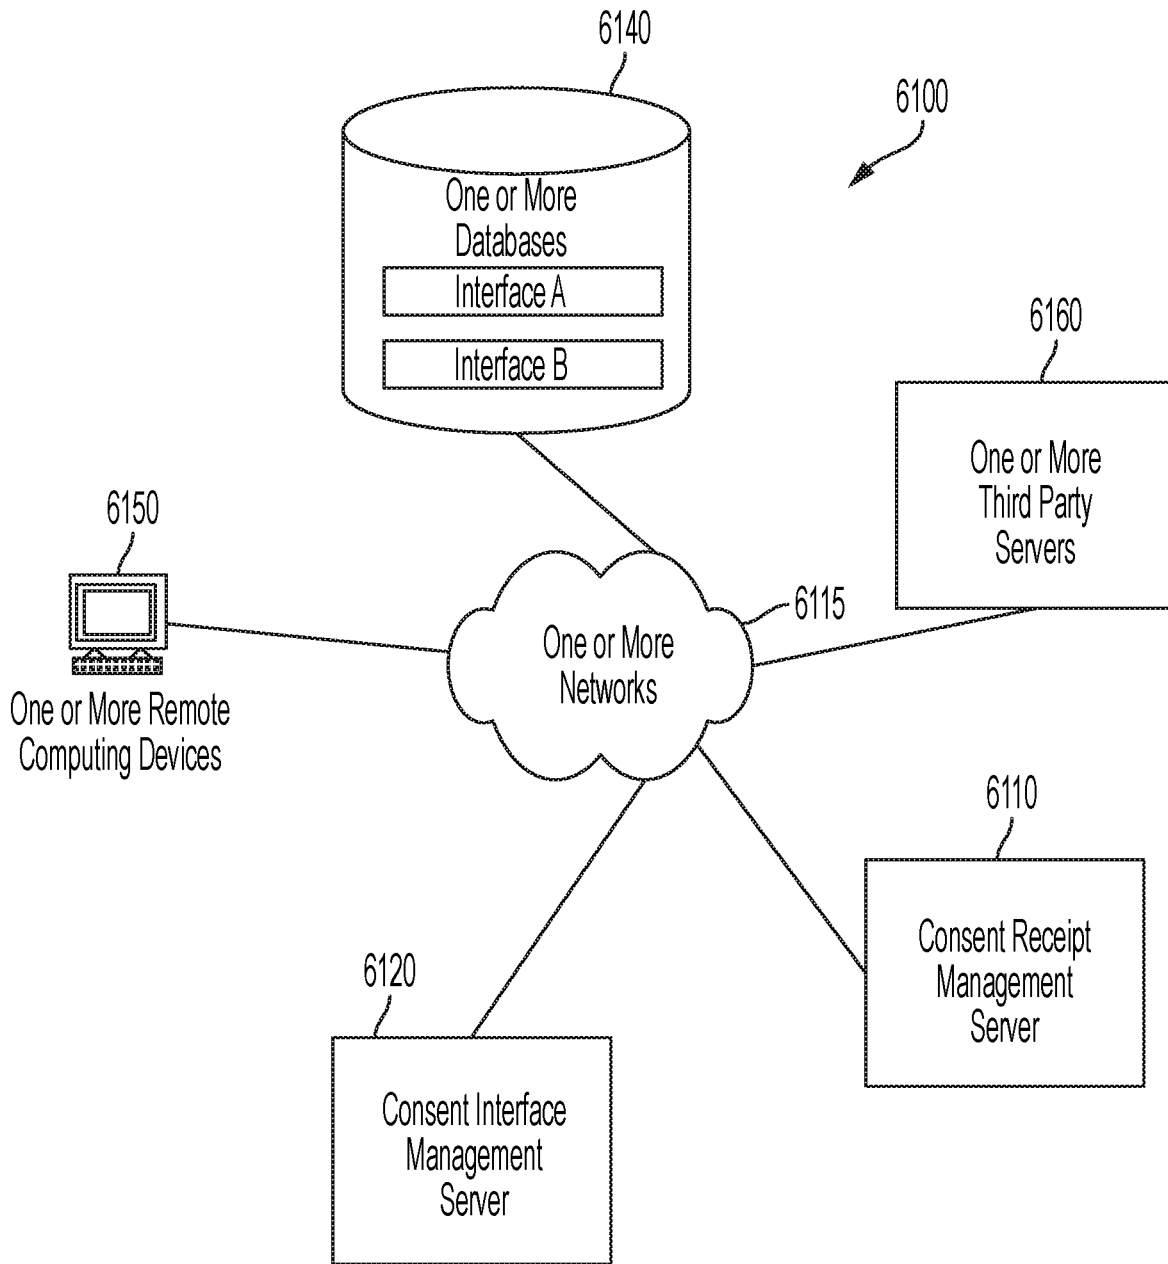 6140
6100
One or More
Databases
Interface A
Interface B
6160
One or More
Third Party
Servers
6150
One or More Remote
Computing Devices
6115
One or More
Networks
6110
Consent Receipt
Management
Server
6120
Consent Interface
Management
Server